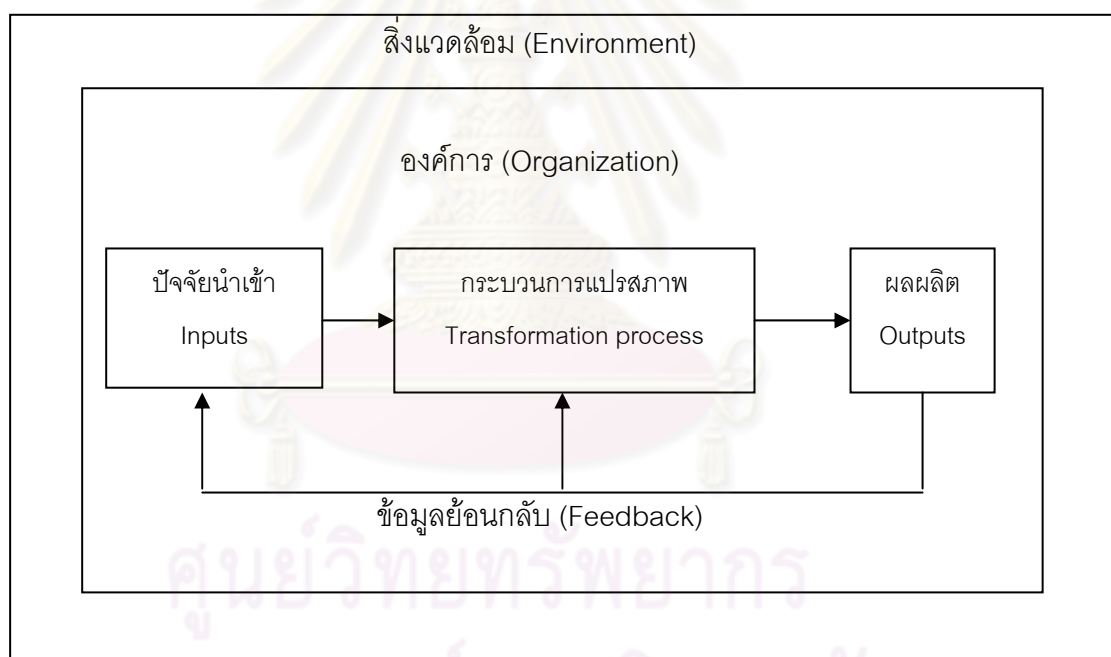 สิ่งแวดล้อม (Environment)
องค์การ (Organization)
ปัจจัยนำเข้า
Inputs
กระบวนการแปรสภาพ
Transformation process
ผลผลิต
Outputs
ข้อมูลย้อนกลับ (Feedback)
ศูนย์วิทยทรัพยากร